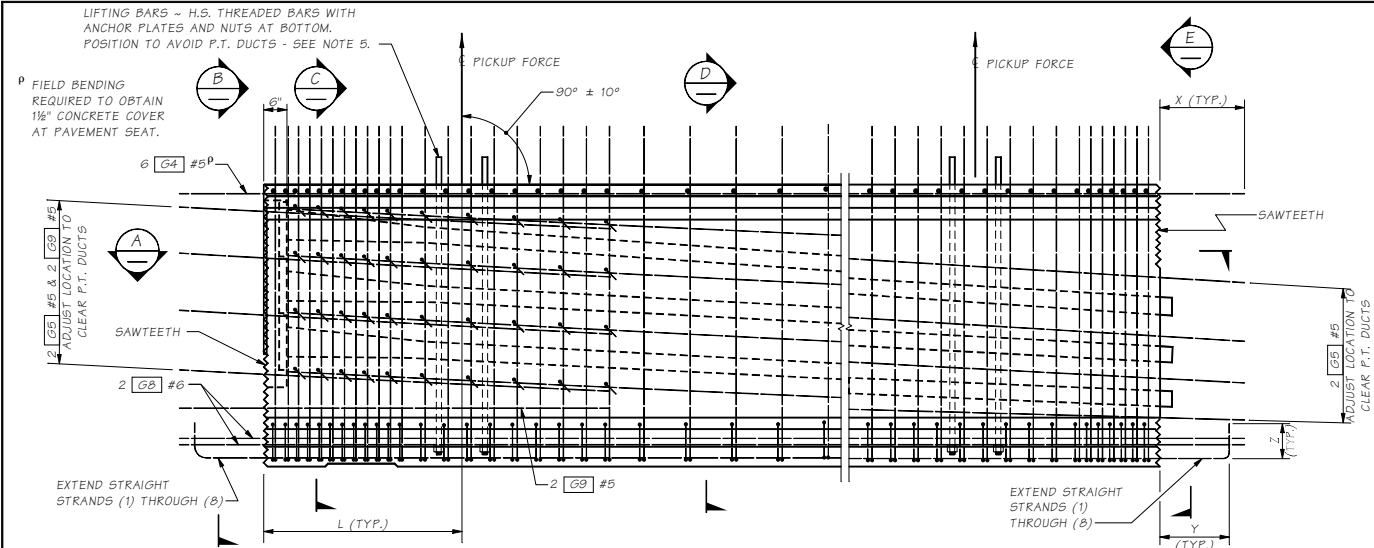 LIFTING BARS ~ H.S. THREADED BARS WITH
ANCHOR PLATES AND NUTS AT BOTTOM.
POSITION TO AVOID P.T. DUCTS - SEE NOTE 5.
ρ FIELD BENDING
REQUIRED TO OBTAIN
1½" CONCRETE COVER
AT PAVEMENT SEAT.
B
C
6"
℄ PICKUP FORCE
90° ± 10°
D
℄ PICKUP FORCE
E
X (TYP.)
6 G4 #5ρ
2 G5 #5 & 2 G9 #5
ADJUST LOCATION TO
CLEAR P.T. DUCTS
A
SAWTEETH
SAWTEETH
2 G5 #5
ADJUST LOCATION TO
CLEAR P.T. DUCTS
2 G8 #6
Z
(TYP.)
EXTEND STRAIGHT
STRANDS (1) THROUGH (8)
2 G9 #5
L (TYP.)
EXTEND STRAIGHT
STRANDS (1)
THROUGH (8)
Y
(TYP.)